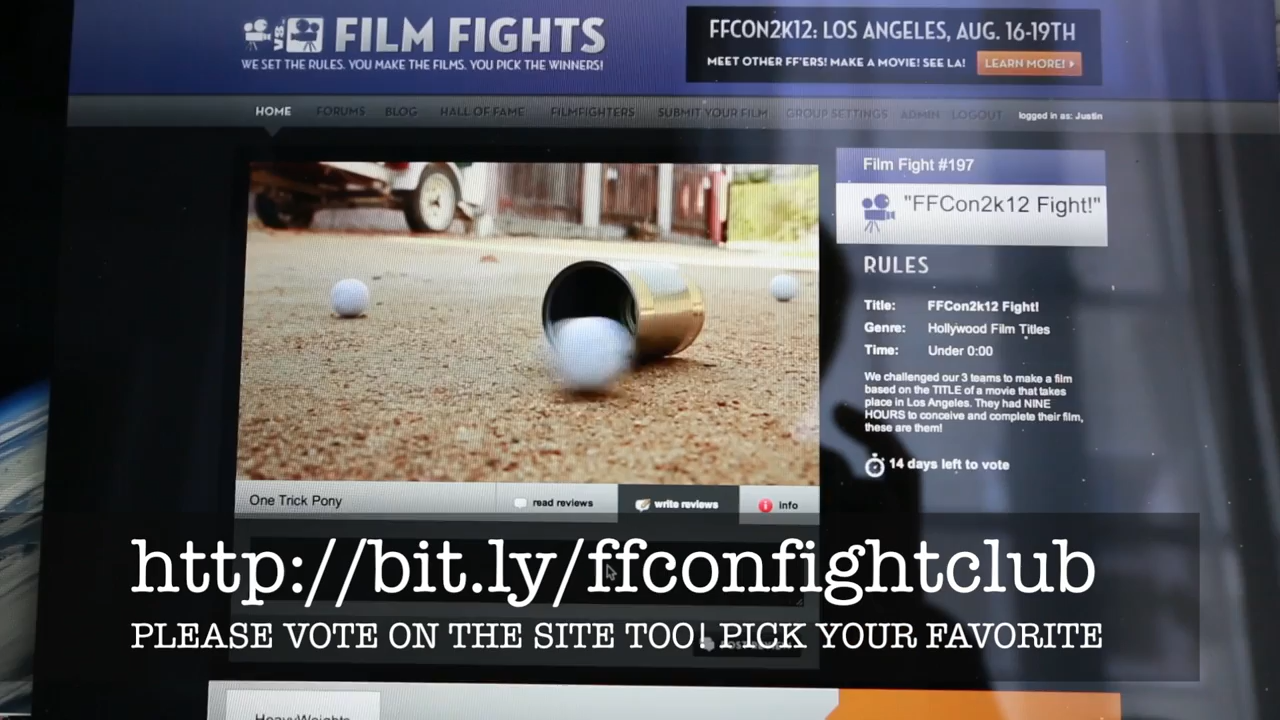 VS.
FILM FIGHTS
WE SET THE RULES. YOU MAKE THE FILMS. YOU PICK THE WINNERS!
FFCON2K12: LOS ANGELES, AUG. 16-19TH
MEET OTHER FF'ERS! MAKE A MOVIE! SEE LA!
LEARN MORE!
HOME FORUMS BLOG HALL OF FAME FILMFIGHTERS SUBMIT YOUR FILM GROUP SETTINGS ADMIN LOGOUT logged in as: Justin
Film Fight #197
"FFCon2k12 Fight!"
RULES
Title: FFCon2k12 Fight!
Genre: Hollywood Film Titles
Time: Under 0:00
We challenged our 3 teams to make a film
based on the TITLE of a movie that takes
place in Los Angeles. They had NINE
HOURS to conceive and complete their film,
these are them!
14 days left to vote
One Trick Pony
read reviews
write reviews
info
http://bit.ly/ffconfightclub
PLEASE VOTE ON THE SITE TOO! PICK YOUR FAVORITE
HeavyWeights